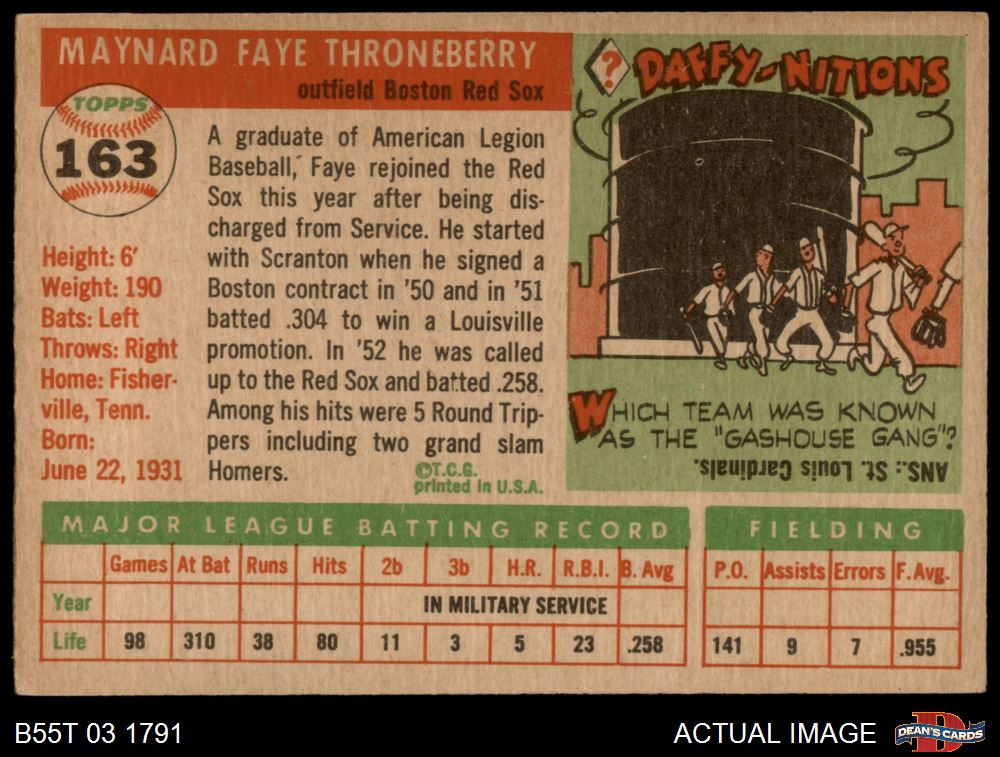 MAYNARD FAYE THRONEBERRY
outfield Boston Red Sox
TOPPS
163
Height: 6'
Weight: 190
Bats: Left
Throws: Right
Home: Fisher-
ville, Tenn.
Born:
June 22, 1931
A graduate of American Legion
Baseball, Faye rejoined the Red
Sox this year after being dis-
charged from Service. He started
with Scranton when he signed a
Boston contract in '50 and in '51
batted .304 to win a Louisville
promotion. In '52 he was called
up to the Red Sox and batted .258.
Among his hits were 5 Round Trip-
pers including two grand slam
Homers.
©T.C.G.
printed in U.S.A.
? DAFFY-NITIONS
WHICH TEAM WAS KNOWN
AS THE "GASHOUSE GANG"?
ANS.: St. Louis Cardinals.
MAJOR LEAGUE BATTING RECORD
Games At Bat Runs Hits 2b 3b H.R. R.B.I. B. Avg
Year IN MILITARY SERVICE
Life 98 310 38 80 11 3 5 23 .258
FIELDING
P.O. Assists Errors F.Avg.
141 9 7 .955
B55T 03 1791
ACTUAL IMAGE
D
DEAN'S CARDS